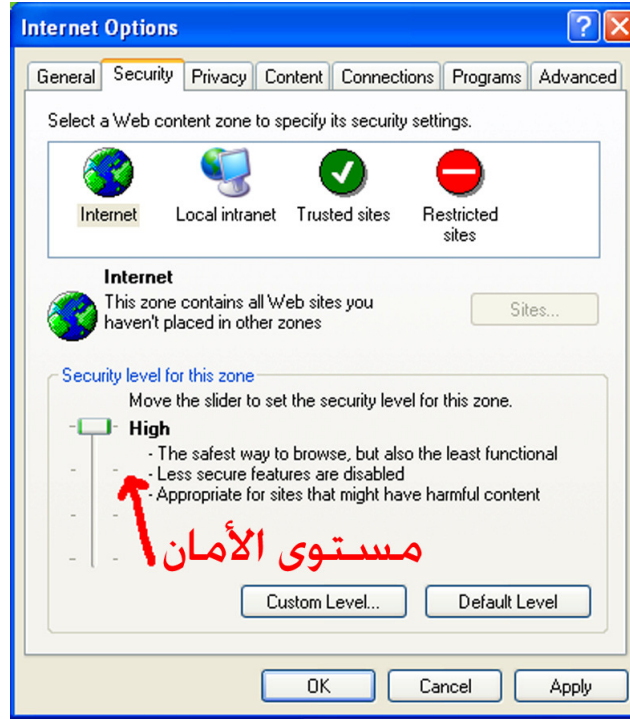 Internet Options
General Security Privacy Content Connections Programs Advanced
Select a Web content zone to specify its security settings.
Internet Local intranet Trusted sites Restricted sites
Internet
This zone contains all Web sites you
haven't placed in other zones
Sites...
Security level for this zone
Move the slider to set the security level for this zone.
High
- The safest way to browse, but also the least functional
- Less secure features are disabled
- Appropriate for sites that might have harmful content
مستوى الأمان
Custom Level... Default Level
OK Cancel Apply